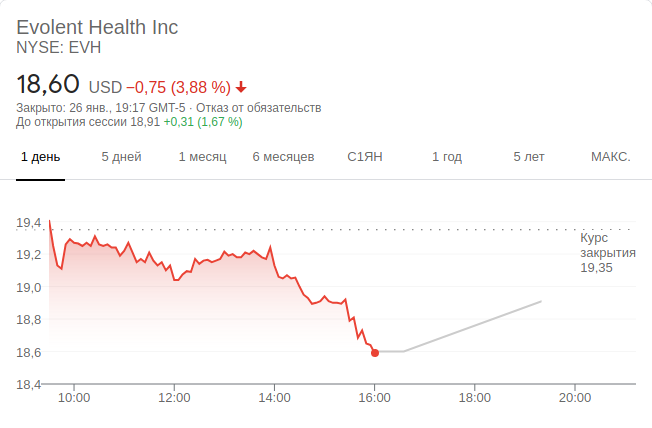 Evolent Health Inc
NYSE: EVH
18,60 USD −0,75 (3,88 %)
Закрыто: 26 янв., 19:17 GMT-5 · Отказ от обязательств
До открытия сессии 18,91 +0,31 (1,67 %)
1 день 5 дней 1 месяц 6 месяцев С1ЯН 1 год 5 лет МАКС.
19,4
Курс
закрытия
19,35
19,2
19,0
18,8
18,6
18,4
10:00 12:00 14:00 16:00 18:00 20:00